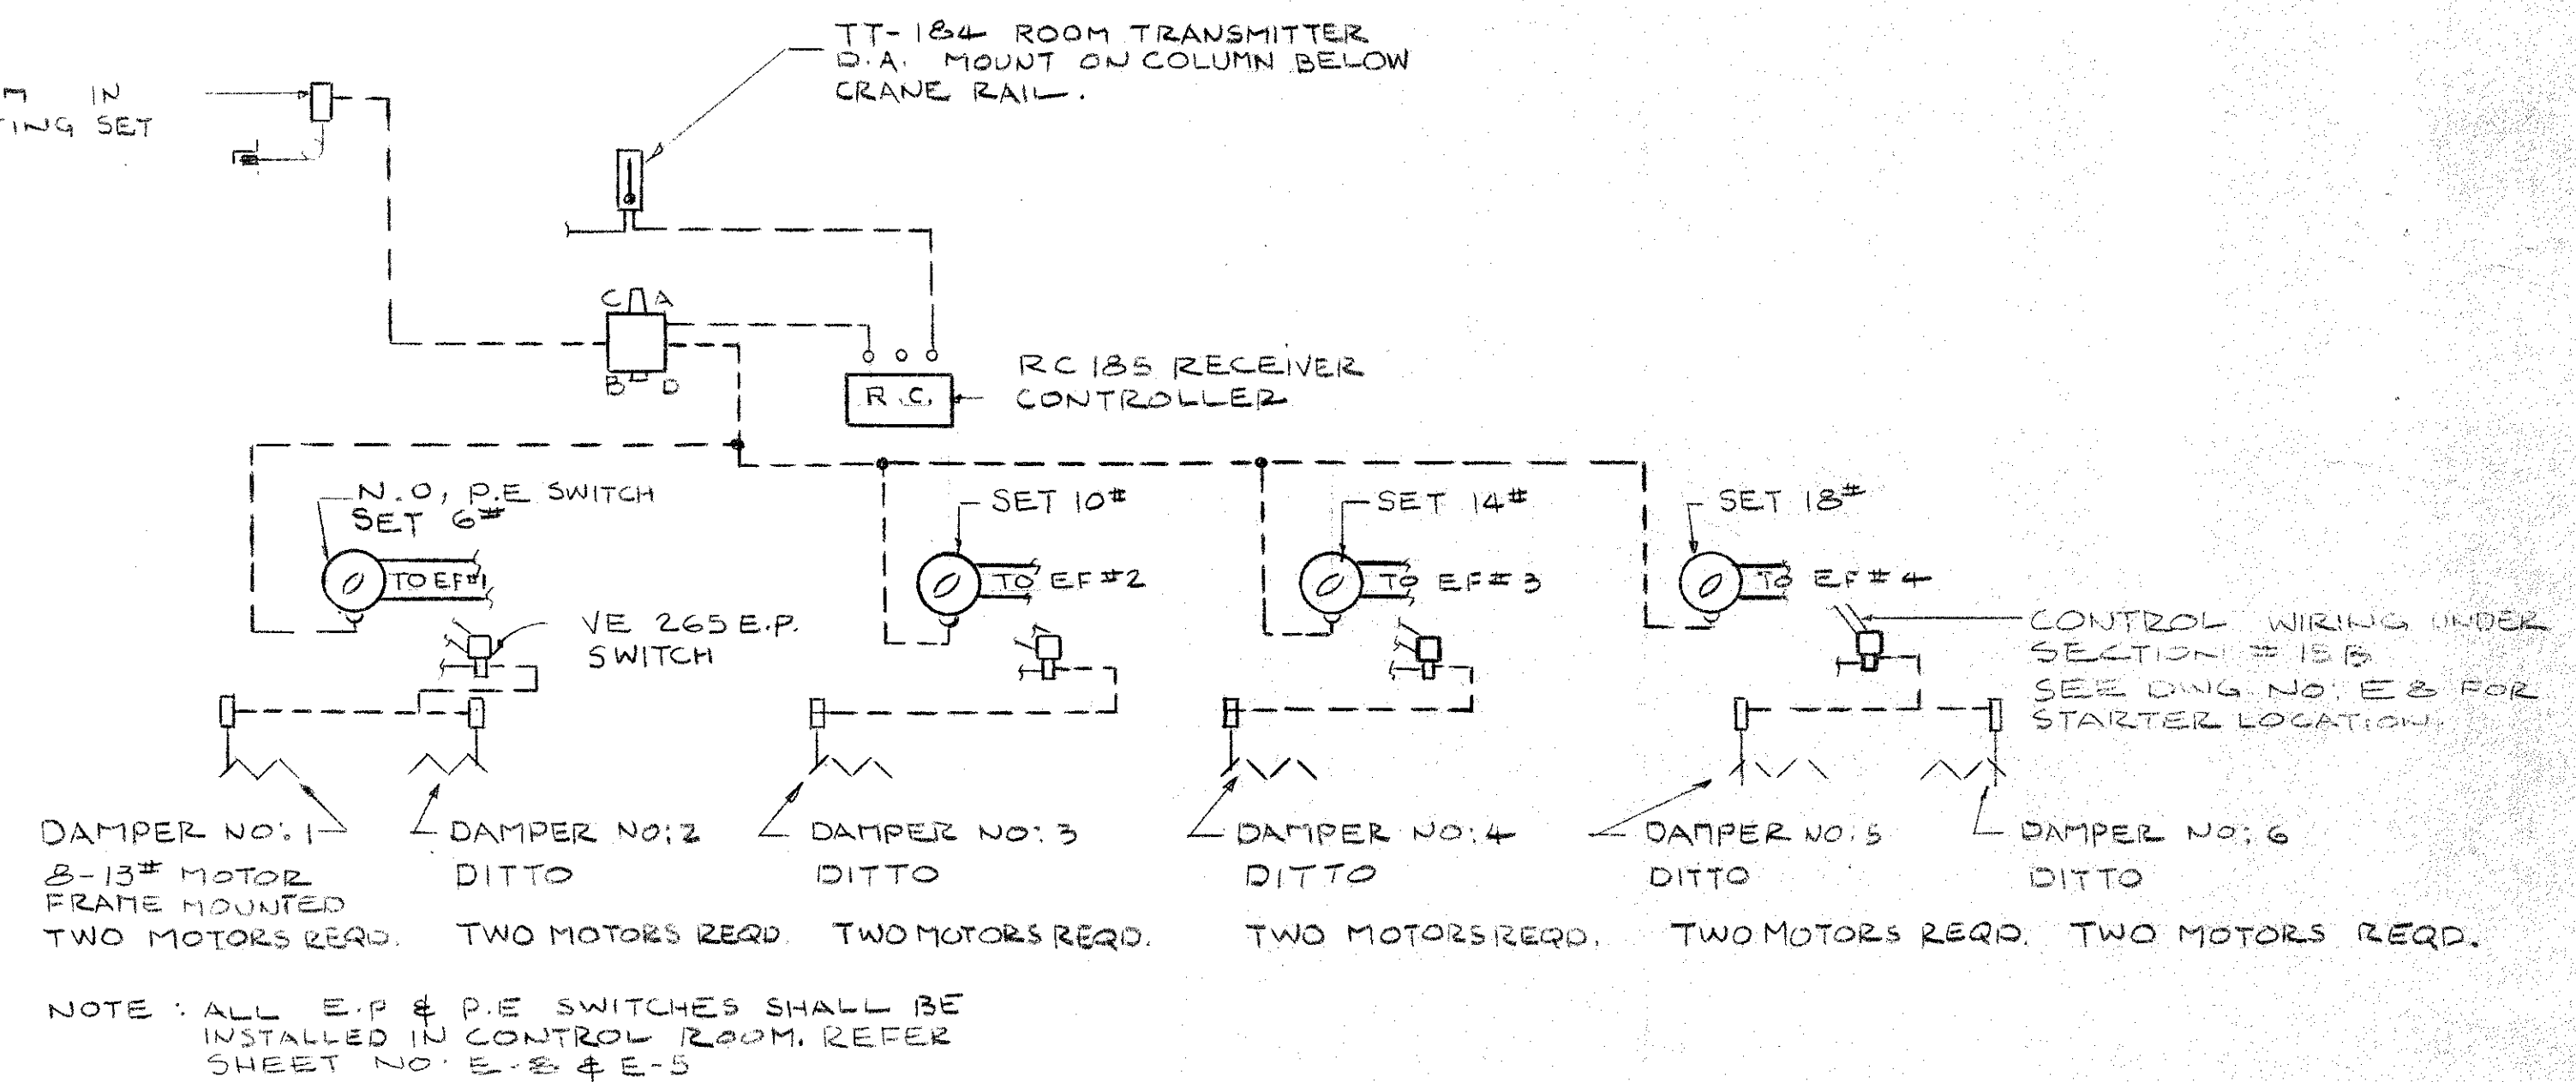 TT-184 ROOM TRANSMITTER
D.A. MOUNT ON COLUMN BELOW
CRANE RAIL.
M IN
TING SET
C A
B D
R.C.
RC 185 RECEIVER
CONTROLLER
N.O, P.E SWITCH
SET 6#
TO EF#1
SET 10#
TO EF#2
SET 14#
TO EF#3
SET 18#
TO EF#4
VE 265 E.P.
SWITCH
CONTROL WIRING UNDER
SECTION # 15B
SEE DWG NO: E8 FOR
STARTER LOCATION.
DAMPER NO: 1
8-13# MOTOR
FRAME MOUNTED
TWO MOTORS REQD.
DAMPER NO: 2
DITTO
TWO MOTORS REQD.
DAMPER NO: 3
DITTO
TWO MOTORS REQD.
DAMPER NO: 4
DITTO
TWO MOTORS REQD.
DAMPER NO: 5
DITTO
TWO MOTORS REQD.
DAMPER NO: 6
DITTO
TWO MOTORS REQD.
NOTE : ALL E.P & P.E SWITCHES SHALL BE
INSTALLED IN CONTROL ROOM. REFER
SHEET NO. E-8 & E-5